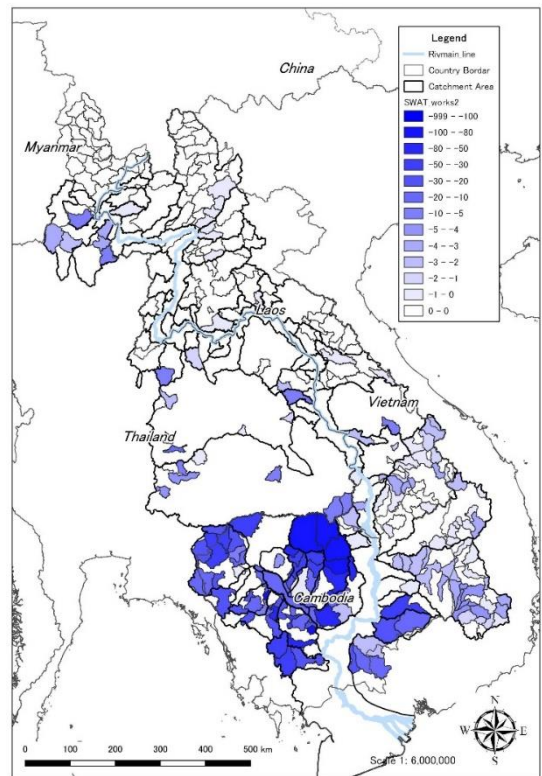 Legend
Rivmain line
Country Bordar
Catchment Area
SWAT works2
-999 - -100
-100 - -80
-80 - -50
-50 - -30
-30 - -20
-20 - -10
-10 - -5
-5 - -4
-4 - -3
-3 - -2
-2 - -1
-1 - 0
0 - 0
China
Myanmar
Laos
Vietnam
Thailand
Cambodia
N
W E
S
0 100 200 300 400 500 km
Scale 1: 6,000,000